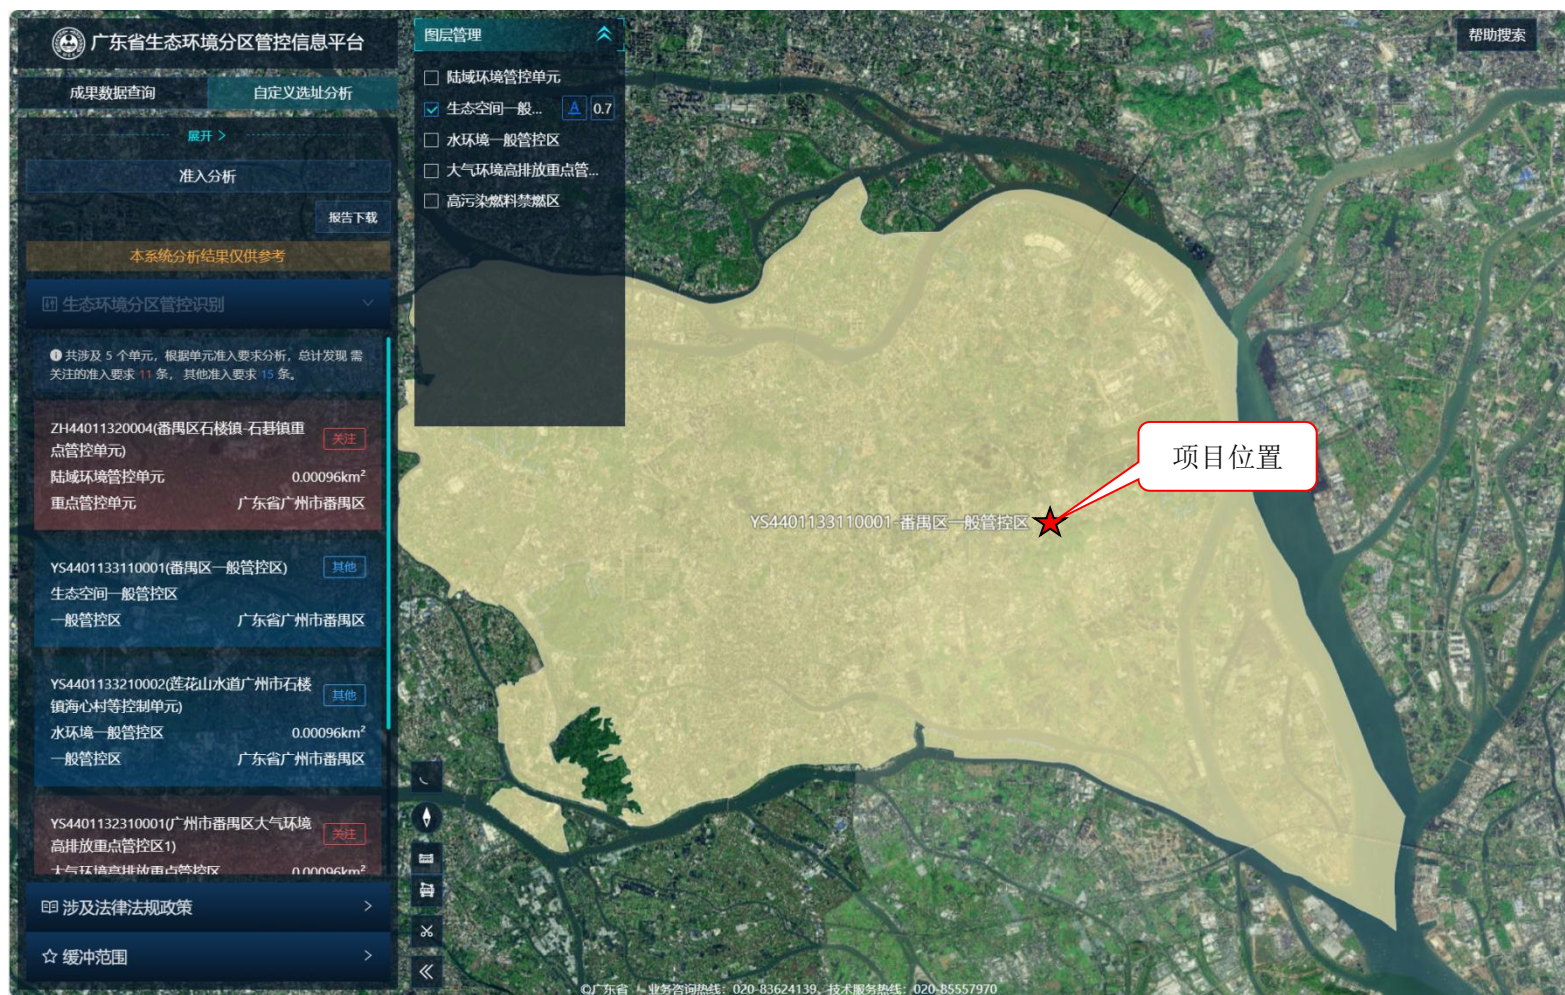 广东省生态环境分区管控信息平台
成果数据查询
自定义选址分析
展开 >
准入分析
报告下载
本系统分析结果仅供参考
生态环境分区管控识别
共涉及 5 个单元，根据单元准入要求分析，总计发现 需
关注的准入要求 11 条， 其他准入要求 15 条。
ZH44011320004(番禺区石楼镇-石碁镇重
点管控单元)
关注
陆域环境管控单元 0.00096km²
重点管控单元 广东省广州市番禺区
YS4401133110001(番禺区一般管控区)
其他
生态空间一般管控区
一般管控区 广东省广州市番禺区
YS4401133210002(莲花山水道广州市石楼
镇海心村等控制单元)
其他
水环境一般管控区 0.00096km²
一般管控区 广东省广州市番禺区
YS4401132310001(广州市番禺区大气环境
高排放重点管控区1)
关注
大气环境高排放重点管控区 0.00096km²
涉及法律法规政策
缓冲范围
图层管理
陆域环境管控单元
生态空间一般... A 0.7
水环境一般管控区
大气环境高排放重点管...
高污染燃料禁燃区
帮助搜索
项目位置
YS4401133110001-番禺区一般管控区
©广东省 - 业务咨询热线：020-83624139，技术服务热线：020-85557970